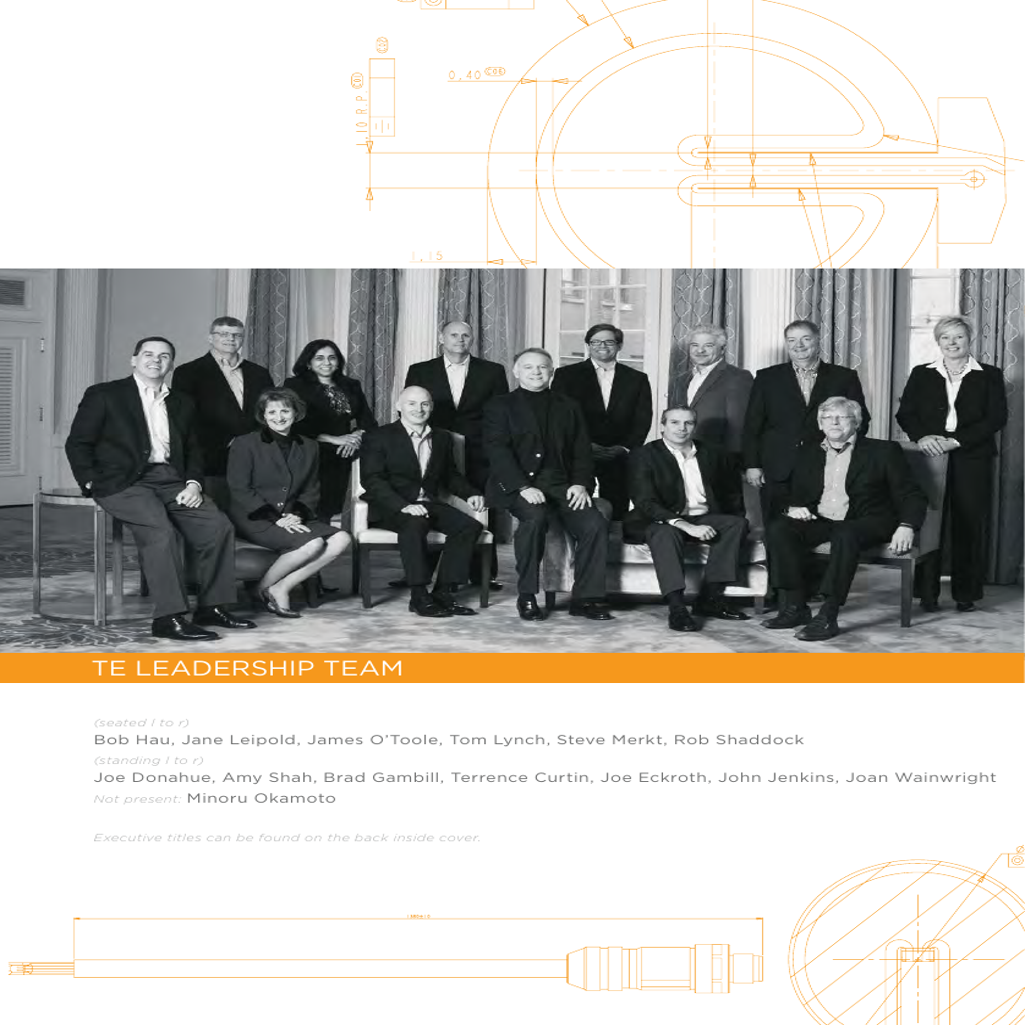 0.40
1.10 R.P.
1.15
TE LEADERSHIP TEAM
(seated l to r)
Bob Hau, Jane Leipold, James O'Toole, Tom Lynch, Steve Merkt, Rob Shaddock
(standing l to r)
Joe Donahue, Amy Shah, Brad Gambill, Terrence Curtin, Joe Eckroth, John Jenkins, Joan Wainwright
Not present: Minoru Okamoto
Executive titles can be found on the back inside cover.